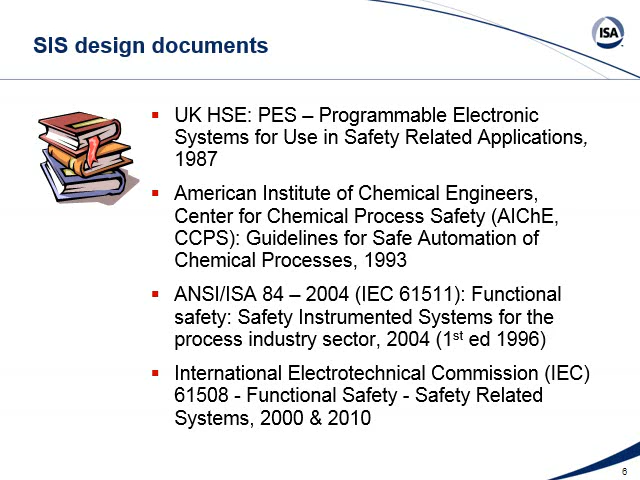 SIS design documents
ISA
UK HSE: PES – Programmable Electronic
Systems for Use in Safety Related Applications,
1987
American Institute of Chemical Engineers,
Center for Chemical Process Safety (AIChE,
CCPS): Guidelines for Safe Automation of
Chemical Processes, 1993
ANSI/ISA 84 – 2004 (IEC 61511): Functional
safety: Safety Instrumented Systems for the
process industry sector, 2004 (1st ed 1996)
International Electrotechnical Commission (IEC)
61508 - Functional Safety - Safety Related
Systems, 2000 & 2010
6